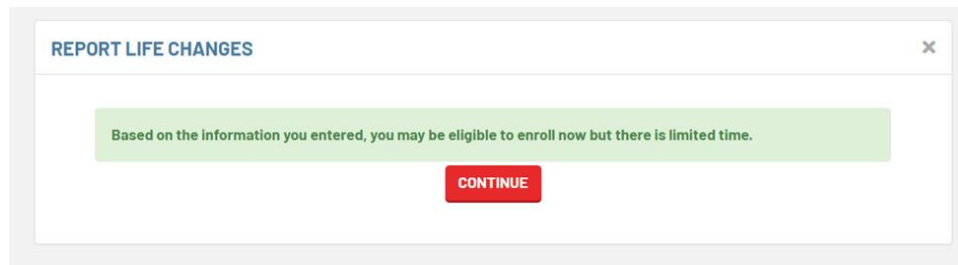 REPORT LIFE CHANGES
Based on the information you entered, you may be eligible to enroll now but there is limited time.
CONTINUE